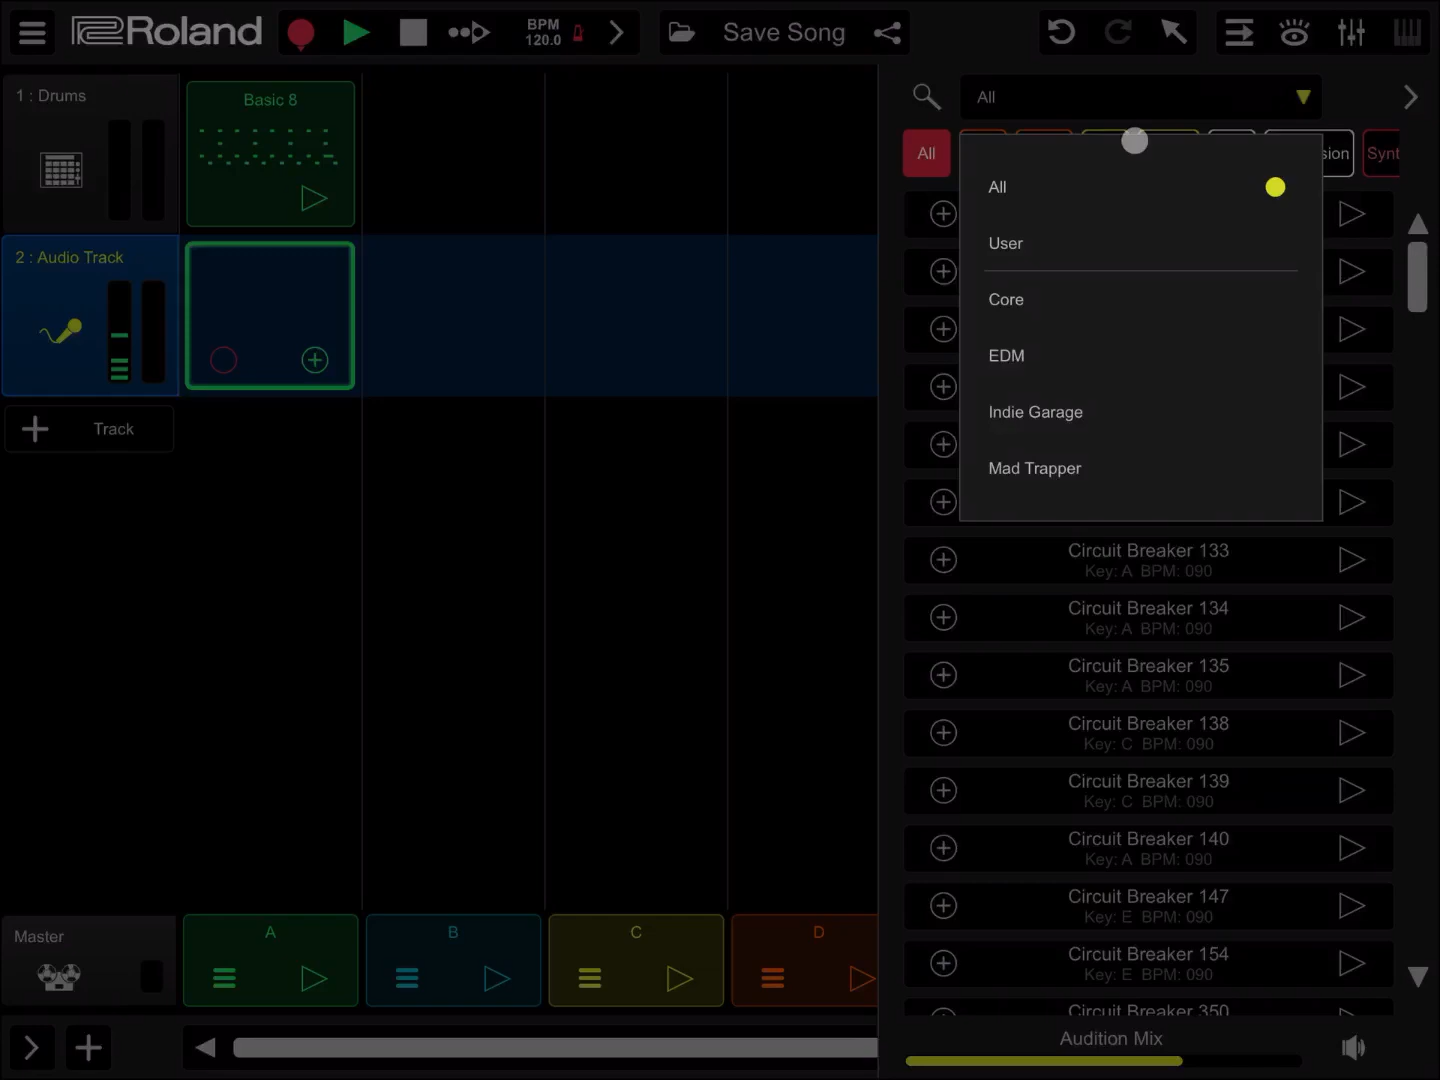 Roland
BPM
120.0
Save Song
1 : Drums
Basic 8
All
All
sion
Synt
All
User
Core
EDM
Indie Garage
Mad Trapper
2 : Audio Track
Track
Circuit Breaker 133
Key: A BPM: 090
Circuit Breaker 134
Key: A BPM: 090
Circuit Breaker 135
Key: A BPM: 090
Circuit Breaker 138
Key: C BPM: 090
Circuit Breaker 139
Key: C BPM: 090
Circuit Breaker 140
Key: A BPM: 090
Circuit Breaker 147
Key: E BPM: 090
Circuit Breaker 154
Key: E BPM: 090
Circuit Breaker 350
Master
A
B
C
D
Audition Mix